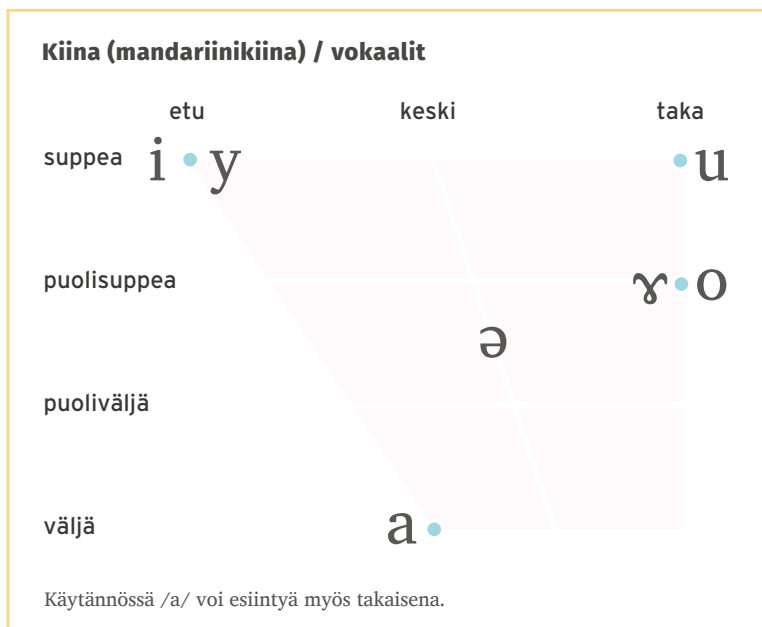 Kiina (mandariinikiina) / vokaalit
etu keski taka
suppea i y u
puolisuppea ɤ o
ə
puoliväljä
väljä a
Käytännössä /a/ voi esiintyä myös takaisena.